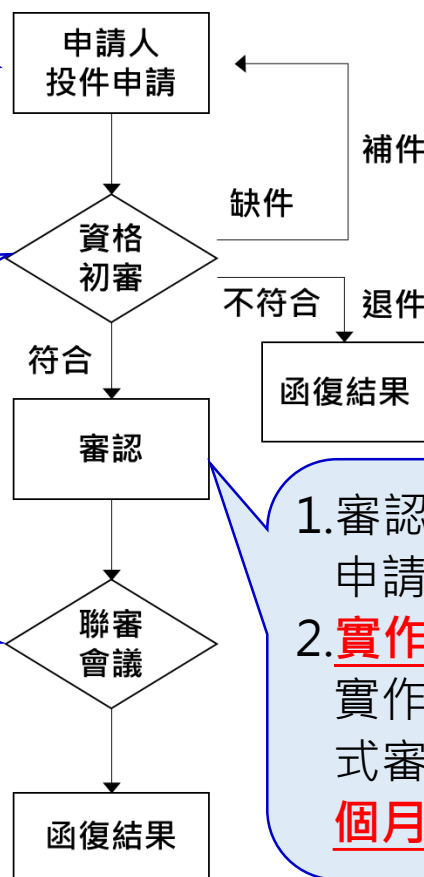 申請人
投件申請
補件
缺件
資格
初審
不符合
退件
符合
函復結果
審認
1.審認
申請
2.實作
實作
式審
個月
聯審
會議
函復結果